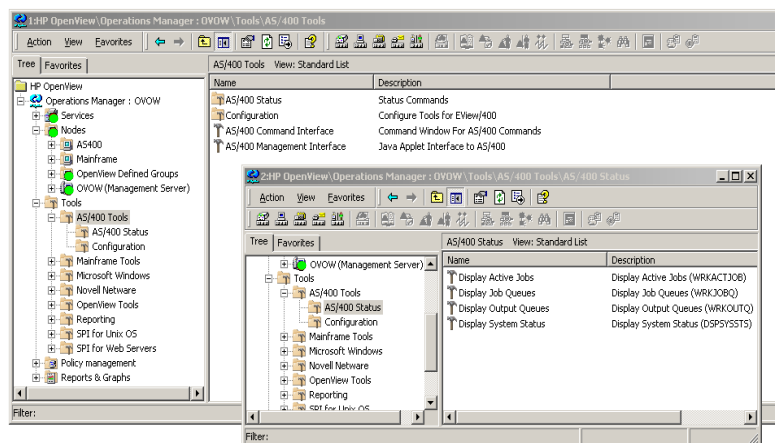 1:HP OpenView\Operations Manager : OVOW\Tools\AS/400 Tools
Action View Favorites
Tree Favorites
AS/400 Tools View: Standard List
Name Description
HP OpenView
Operations Manager : OVOW
Services
Nodes
AS400
Mainframe
OpenView Defined Groups
OVOW (Management Server)
Tools
AS/400 Tools
AS/400 Status
Configuration
Mainframe Tools
Microsoft Windows
Novell Netware
OpenView Tools
Reporting
SPI for Unix OS
SPI for Web Servers
Policy management
Reports & Graphs
Filter:
AS/400 Status Status Commands
Configuration Configure Tools for EView/400
AS/400 Command Interface Command Window For AS/400 Commands
AS/400 Management Interface Java Applet Interface to AS/400
2:HP OpenView\Operations Manager : OVOW\Tools\AS/400 Tools\AS/400 Status
Action View Favorites
Tree Favorites
AS/400 Status View: Standard List
OVOW (Management Server)
Tools
AS/400 Tools
AS/400 Status
Configuration
Mainframe Tools
Microsoft Windows
Novell Netware
OpenView Tools
Reporting
SPI for Unix OS
Name Description
Display Active Jobs Display Active Jobs (WRKACTJOB)
Display Job Queues Display Job Queues (WRKJOBQ)
Display Output Queues Display Output Queues (WRKOUTQ)
Display System Status Display System Status (DSPSYSSTS)
Filter: